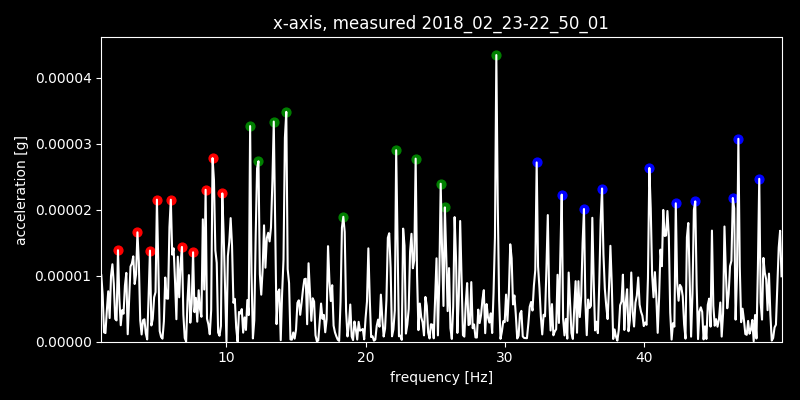 x-axis, measured 2018_02_23-22_50_01
acceleration [g]
0.00004
0.00003
0.00002
0.00001
0.00000
10 20 30 40
frequency [Hz]